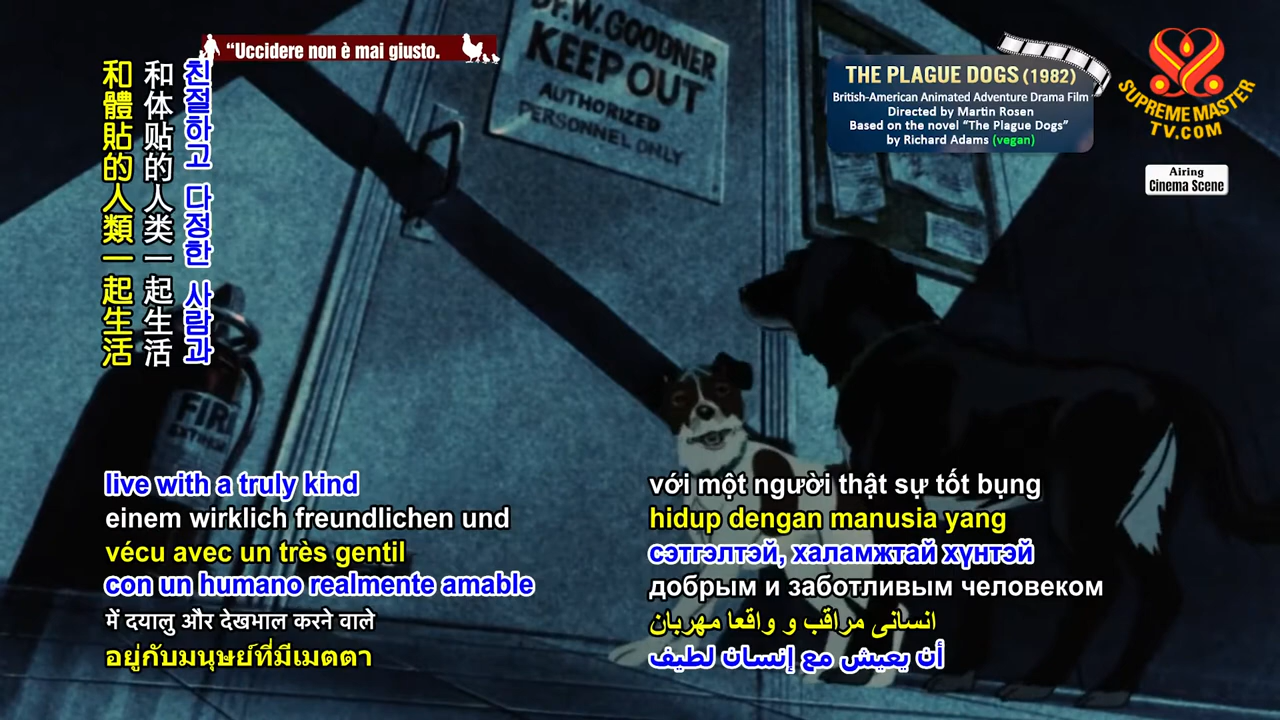 “Uccidere non è mai giusto.
Dr. W. GOODNER
KEEP OUT
AUTHORIZED
PERSONNEL ONLY
THE PLAGUE DOGS (1982)
British-American Animated Adventure Drama Film
Directed by Martin Rosen
Based on the novel “The Plague Dogs”
by Richard Adams (vegan)
SUPREME MASTER
TV.COM
Airing
Cinema Scene
친절하고 다정한 사람과
和体贴的人类一起生活
和體貼的人類一起生活
FIRE
EXTINGUI
live with a truly kind
einem wirklich freundlichen und
vécu avec un très gentil
con un humano realmente amable
में दयालु और देखभाल करने वाले
อยู่กับมนุษย์ที่มีเมตตา
với một người thật sự tốt bụng
hidup dengan manusia yang
сэтгэлтэй, халамжтай хүнтэй
добрым и заботливым человеком
انسانی مراقب و واقعا مهربان
أن يعيش مع إنسان لطيف